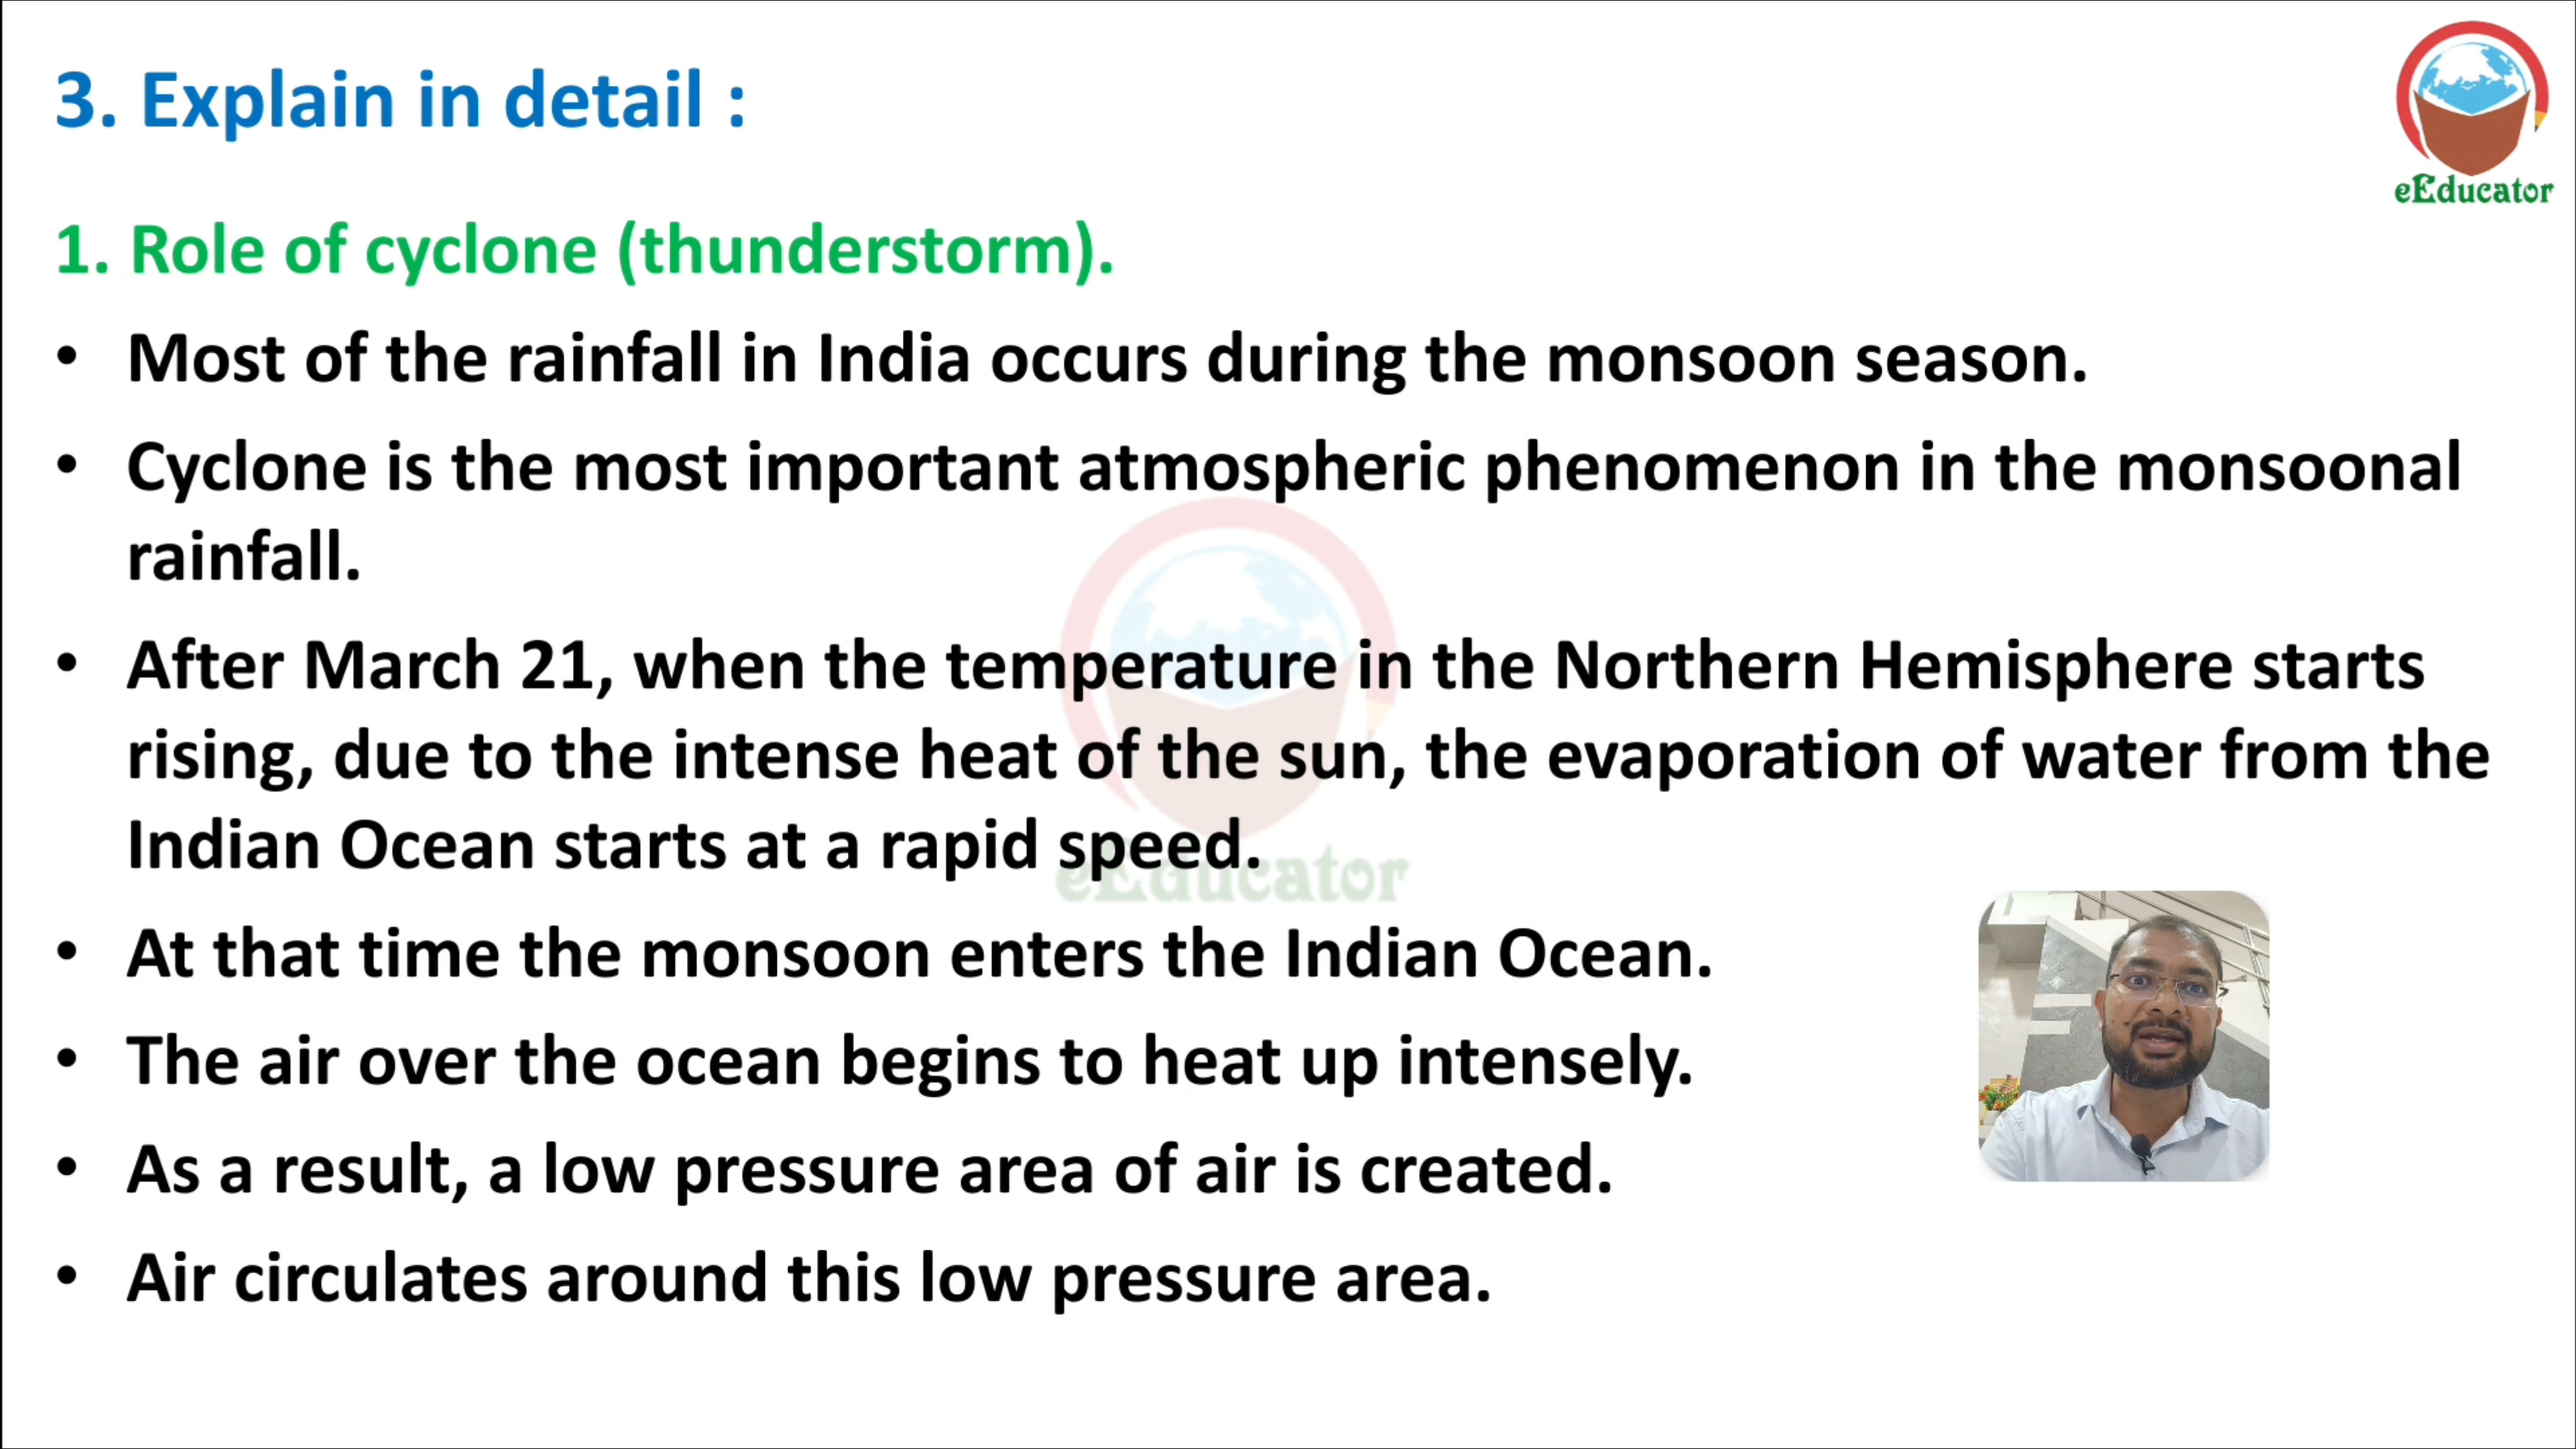 3. Explain in detail :
eEducator
1. Role of cyclone (thunderstorm).
• Most of the rainfall in India occurs during the monsoon season.
• Cyclone is the most important atmospheric phenomenon in the monsoonal
rainfall.
• After March 21, when the temperature in the Northern Hemisphere starts
rising, due to the intense heat of the sun, the evaporation of water from the
Indian Ocean starts at a rapid speed.
eEducator
• At that time the monsoon enters the Indian Ocean.
• The air over the ocean begins to heat up intensely.
• As a result, a low pressure area of air is created.
• Air circulates around this low pressure area.